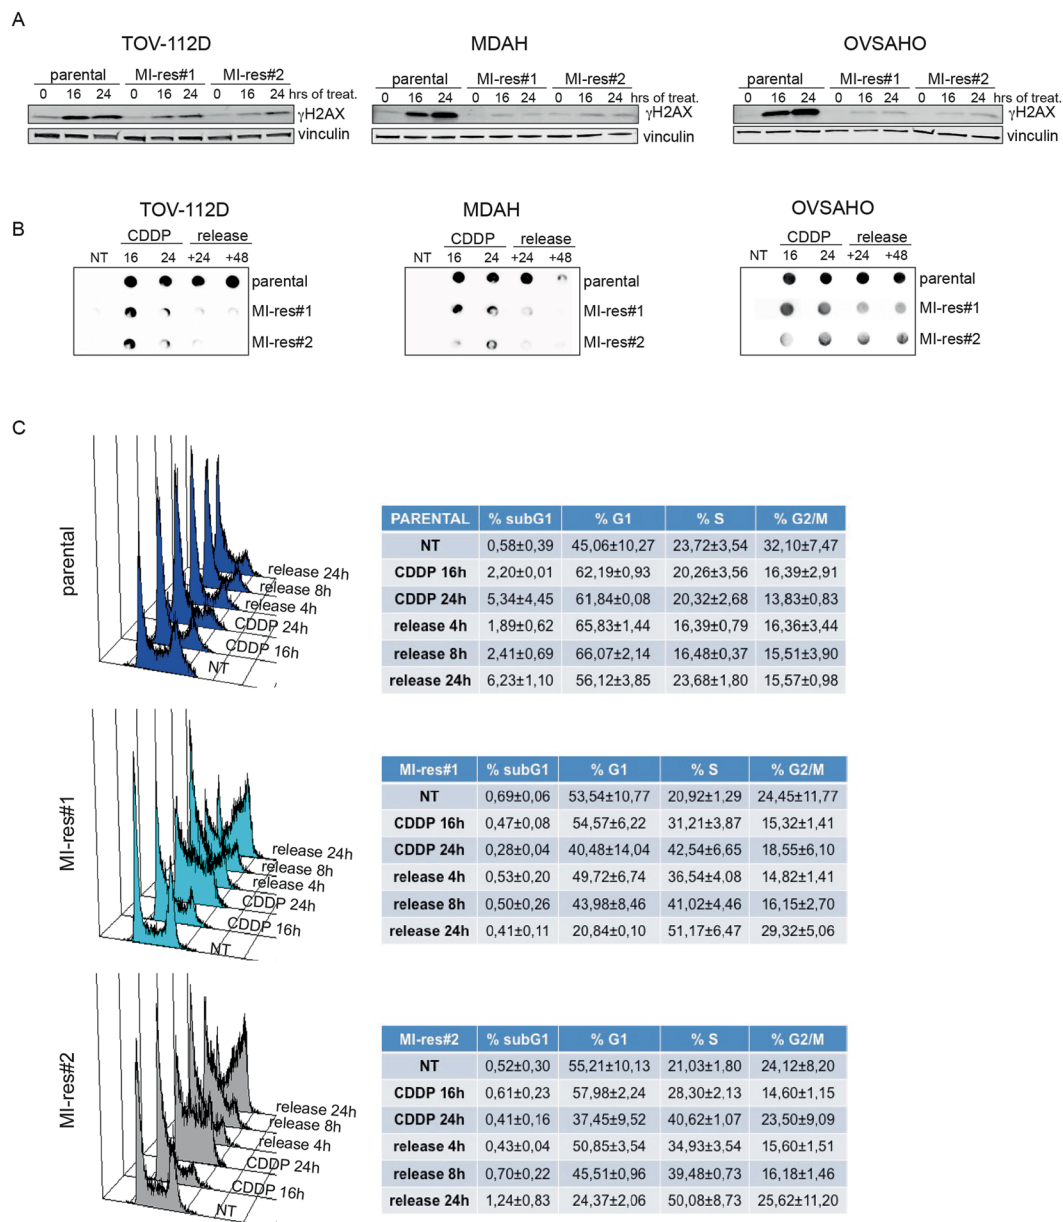 A
TOV-112D
MDAH
OVSAHO
parental MI-res#1 MI-res#2
0 16 24 0 16 24 0 16 24 hrs of treat.
γH2AX
vinculin
parental MI-res#1 MI-res#2
0 16 24 0 16 24 0 16 24 hrs of treat.
γH2AX
vinculin
parental MI-res#1 MI-res#2
0 16 24 0 16 24 0 16 24 hrs of treat.
γH2AX
vinculin
B
TOV-112D
CDDP release
NT 16 24 +24 +48
parental
MI-res#1
MI-res#2
MDAH
CDDP release
NT 16 24 +24 +48
parental
MI-res#1
MI-res#2
OVSAHO
CDDP release
NT 16 24 +24 +48
parental
MI-res#1
MI-res#2
C
parental
release 24h
release 8h
release 4h
CDDP 24h
CDDP 16h
NT
PARENTAL % subG1 % G1 % S % G2/M
NT 0,58±0,39 45,06±10,27 23,72±3,54 32,10±7,47
CDDP 16h 2,20±0,01 62,19±0,93 20,26±3,56 16,39±2,91
CDDP 24h 5,34±4,45 61,84±0,08 20,32±2,68 13,83±0,83
release 4h 1,89±0,62 65,83±1,44 16,39±0,79 16,36±3,44
release 8h 2,41±0,69 66,07±2,14 16,48±0,37 15,51±3,90
release 24h 6,23±1,10 56,12±3,85 23,68±1,80 15,57±0,98
MI-res#1
release 24h
release 8h
release 4h
CDDP 24h
CDDP 16h
NT
MI-res#1 % subG1 % G1 % S % G2/M
NT 0,69±0,06 53,54±10,77 20,92±1,29 24,45±11,77
CDDP 16h 0,47±0,08 54,57±6,22 31,21±3,87 15,32±1,41
CDDP 24h 0,28±0,04 40,48±14,04 42,54±6,65 18,55±6,10
release 4h 0,53±0,20 49,72±6,74 36,54±4,08 14,82±1,41
release 8h 0,50±0,26 43,98±8,46 41,02±4,46 16,15±2,70
release 24h 0,41±0,11 20,84±0,10 51,17±6,47 29,32±5,06
MI-res#2
release 24h
release 8h
release 4h
CDDP 24h
CDDP 16h
NT
MI-res#2 % subG1 % G1 % S % G2/M
NT 0,52±0,30 55,21±10,13 21,03±1,80 24,12±8,20
CDDP 16h 0,61±0,23 57,98±2,24 28,30±2,13 14,60±1,15
CDDP 24h 0,41±0,16 37,45±9,52 40,62±1,07 23,50±9,09
release 4h 0,43±0,04 50,85±3,54 34,93±3,54 15,60±1,51
release 8h 0,70±0,22 45,51±0,96 39,48±0,73 16,18±1,46
release 24h 1,24±0,83 24,37±2,06 50,08±8,73 25,62±11,20